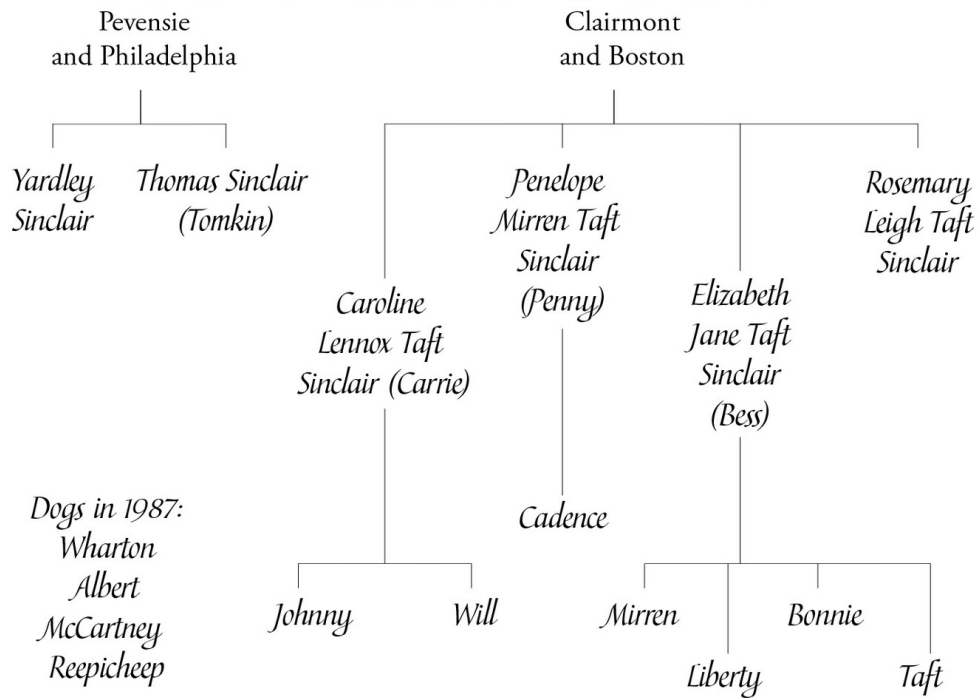 Pevensie
and Philadelphia
Clairmont
and Boston
Yardley
Sinclair
Thomas Sinclair
(Tomkin)
Caroline
Lennox Taft
Sinclair (Carrie)
Penelope
Mirren Taft
Sinclair
(Penny)
Elizabeth
Jane Taft
Sinclair
(Bess)
Rosemary
Leigh Taft
Sinclair
Dogs in 1987:
Wharton
Albert
McCartney
Reepicheep
Johnny
Will
Cadence
Mirren
Liberty
Bonnie
Taft